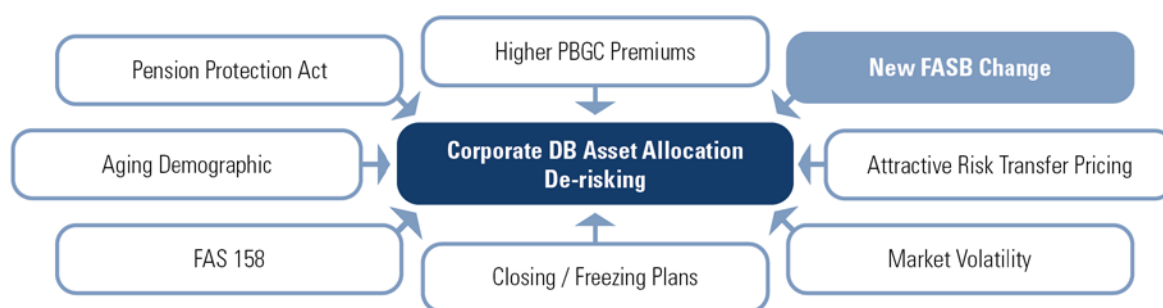 Higher PBGC Premiums
Pension Protection Act
New FASB Change
Corporate DB Asset Allocation
De-risking
Aging Demographic
Attractive Risk Transfer Pricing
FAS 158
Closing / Freezing Plans
Market Volatility